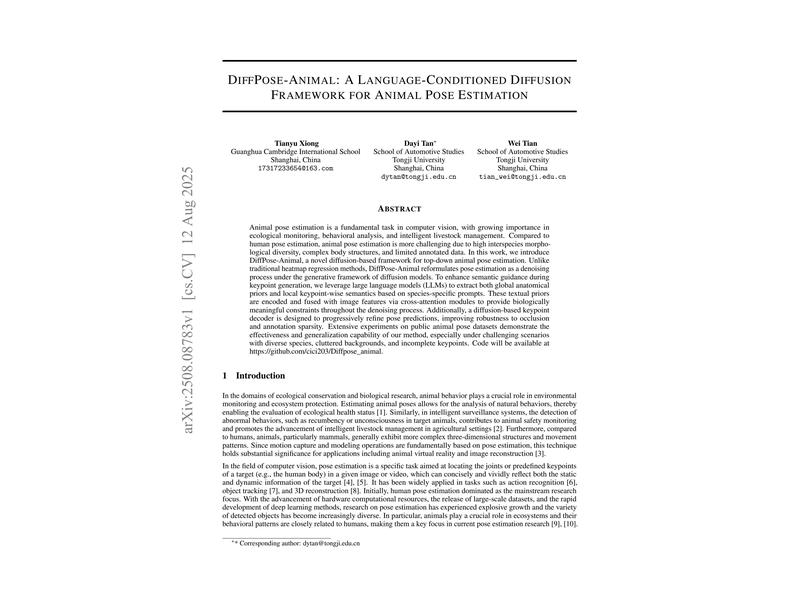 DIFFPOSE-ANIMAL: A LANGUAGE-CONDITIONED DIFFUSION
FRAMEWORK FOR ANIMAL POSE ESTIMATION
Tianyu Xiong
Guanghua Cambridge International School
Shanghai, China
17317233654@163.com
Dayi Tan*
School of Automotive Studies
Tongji University
Shanghai, China
dytan@tongji.edu.cn
Wei Tian
School of Automotive Studies
Tongji University
Shanghai, China
tian_wei@tongji.edu.cn
ABSTRACT
Animal pose estimation is a fundamental task in computer vision, with growing importance in
ecological monitoring, behavioral analysis, and intelligent livestock management. Compared to
human pose estimation, animal pose estimation is more challenging due to high interspecies morpho-
logical diversity, complex body structures, and limited annotated data. In this work, we introduce
DiffPose-Animal, a novel diffusion-based framework for top-down animal pose estimation. Unlike
traditional heatmap regression methods, DiffPose-Animal reformulates pose estimation as a denoising
process under the generative framework of diffusion models. To enhance semantic guidance during
keypoint generation, we leverage large language models (LLMs) to extract both global anatomical
priors and local keypoint-wise semantics based on species-specific prompts. These textual priors
are encoded and fused with image features via cross-attention modules to provide biologically
meaningful constraints throughout the denoising process. Additionally, a diffusion-based keypoint
decoder is designed to progressively refine pose predictions, improving robustness to occlusion
and annotation sparsity. Extensive experiments on public animal pose datasets demonstrate the
effectiveness and generalization capability of our method, especially under challenging scenarios
with diverse species, cluttered backgrounds, and incomplete keypoints. Code will be available at
https://github.com/cici203/Diffpose_animal.
1 Introduction
In the domains of ecological conservation and biological research, animal behavior plays a crucial role in environmental
monitoring and ecosystem protection. Estimating animal poses allows for the analysis of natural behaviors, thereby
enabling the evaluation of ecological health status [1]. Similarly, in intelligent surveillance systems, the detection of
abnormal behaviors, such as recumbency or unconsciousness in target animals, contributes to animal safety monitoring
and promotes the advancement of intelligent livestock management in agricultural settings [2]. Furthermore, compared
to humans, animals, particularly mammals, generally exhibit more complex three-dimensional structures and movement
patterns. Since motion capture and modeling operations are fundamentally based on pose estimation, this technique
holds substantial significance for applications including animal virtual reality and image reconstruction [3].
In the field of computer vision, pose estimation is a specific task aimed at locating the joints or predefined keypoints
of a target (e.g., the human body) in a given image or video, which can concisely and vividly reflect both the static
and dynamic information of the target [4], [5]. It has been widely applied in tasks such as action recognition [6],
object tracking [7], and 3D reconstruction [8]. Initially, human pose estimation dominated as the mainstream research
focus. With the advancement of hardware computational resources, and the rapid
development of deep learning methods, research on pose estimation has experienced explosive growth and the variety
of detected objects has become increasingly diverse. In particular, animals play a crucial role in ecosystems and their
behavioral patterns are closely related to humans, making them a key focus in current pose estimation research [9], [10].
** Corresponding author: dytan@tongji.edu.cn
arXiv:2508.08783v1 [cs.CV] 12 Aug 2025